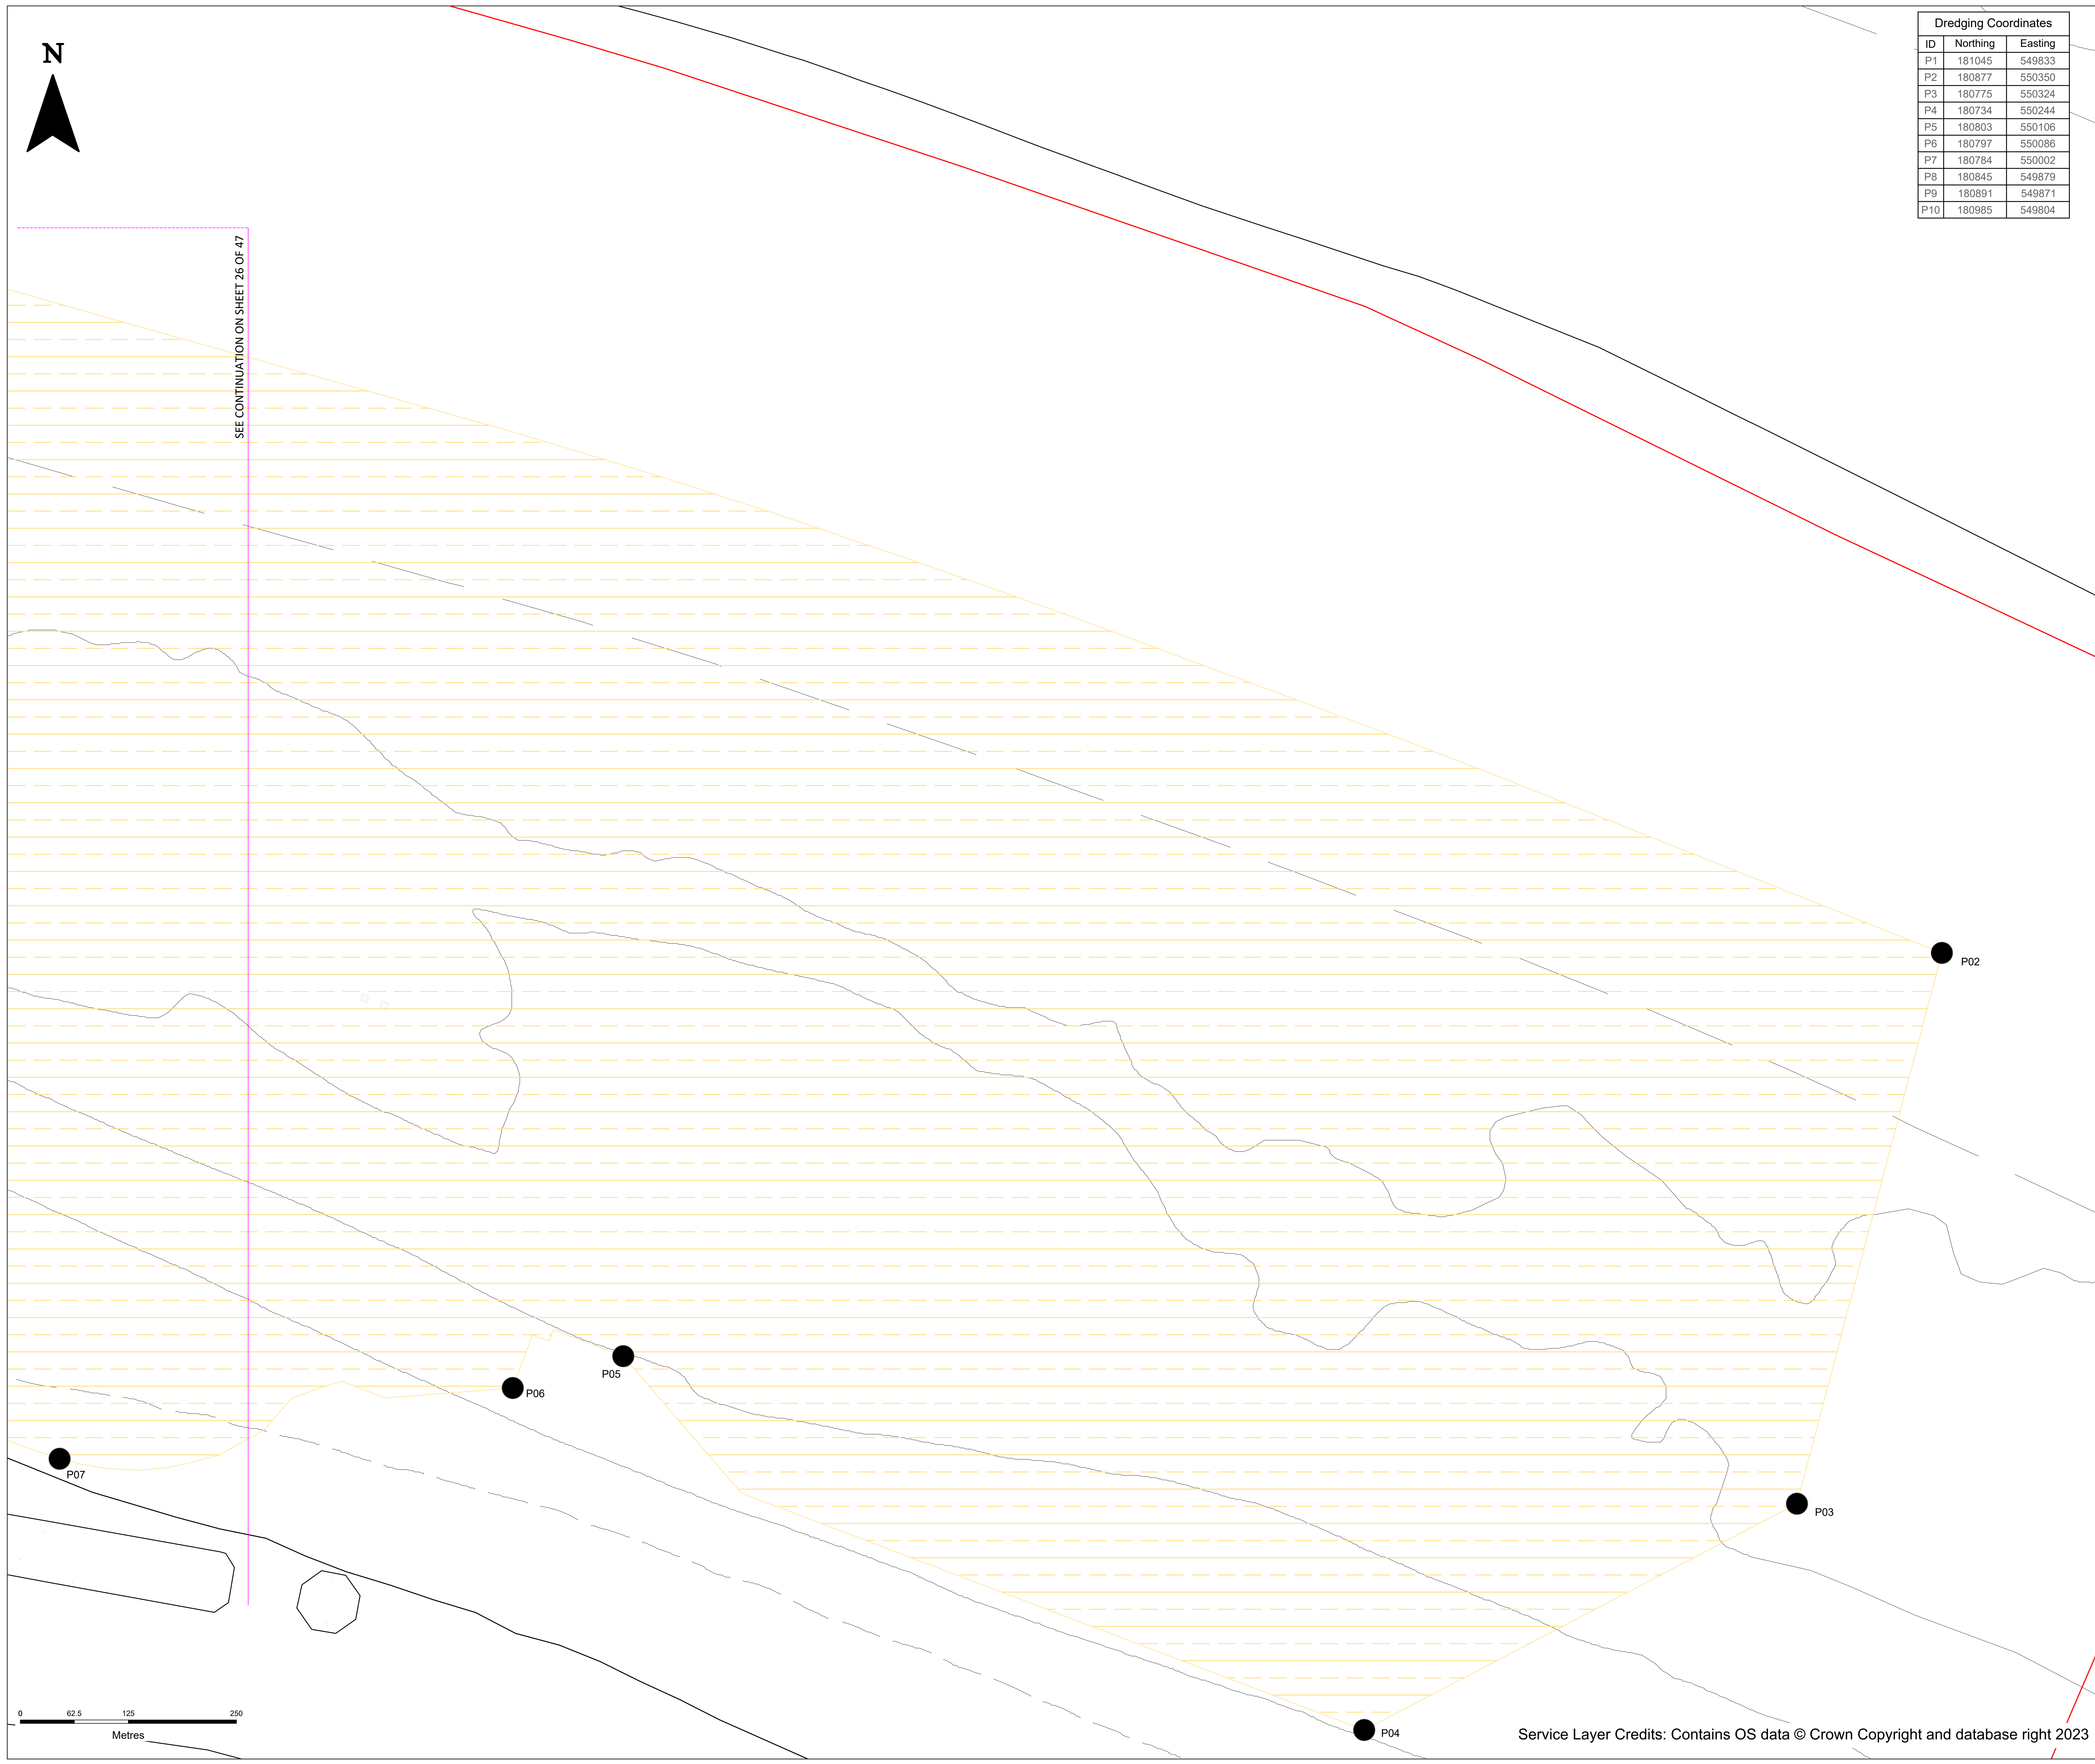 N
Dredging Coordinates
ID Northing Easting
P1 181045 549833
P2 180877 550350
P3 180775 550324
P4 180734 550244
P5 180803 550106
P6 180797 550086
P7 180784 550002
P8 180845 549879
P9 180891 549871
P10 180985 549804
SEE CONTINUATION ON SHEET 26 OF 47
P02
P05
P06
P07
P03
P04
0 62.5 125 250
Metres
Service Layer Credits: Contains OS data © Crown Copyright and database right 2023